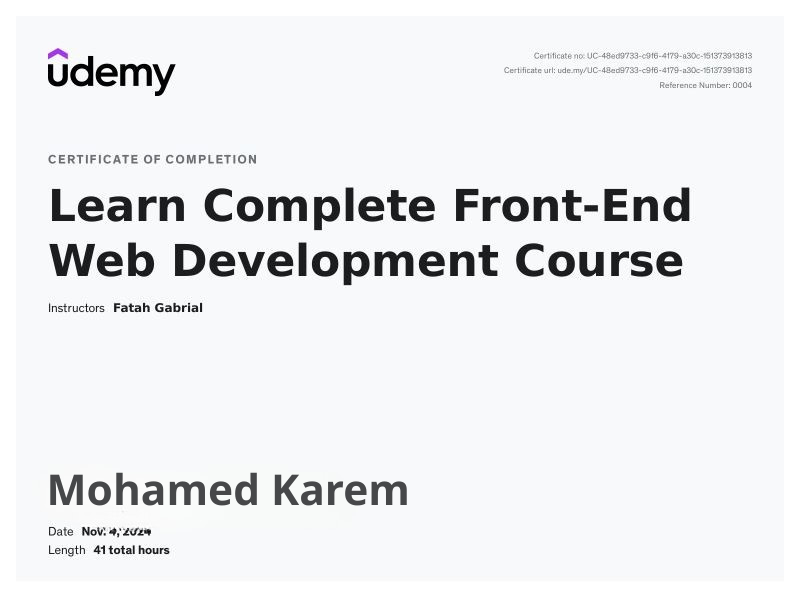 udemy
Certificate no: UC-48ed9733-c9f6-4179-a30c-151373913813
Certificate url: ude.my/UC-48ed9733-c9f6-4179-a30c-151373913813
Reference Number: 0004
CERTIFICATE OF COMPLETION
Learn Complete Front-End
Web Development Course
Instructors Fatah Gabrial
Mohamed Karem
Date Nov. 4, 2024
Length 41 total hours